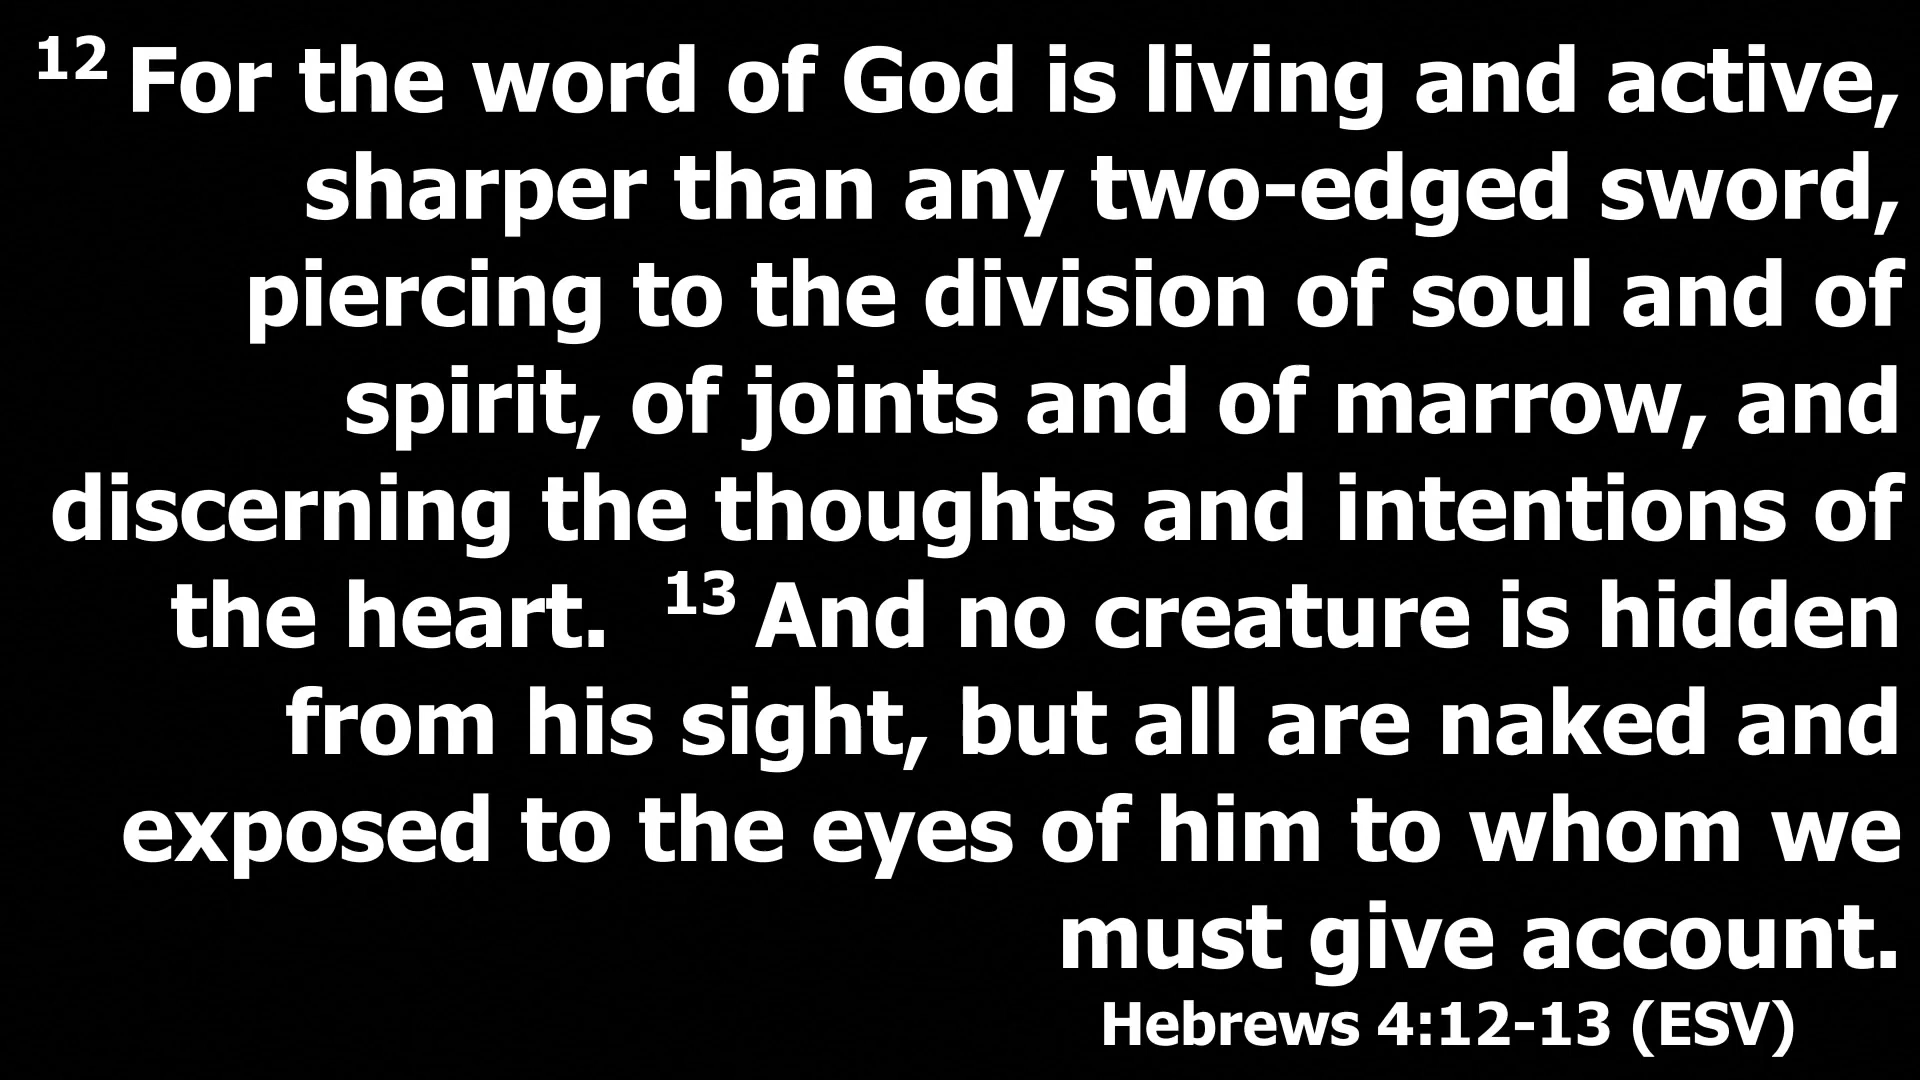 12 For the word of God is living and active,
sharper than any two-edged sword,
piercing to the division of soul and of
spirit, of joints and of marrow, and
discerning the thoughts and intentions of
the heart. 13 And no creature is hidden
from his sight, but all are naked and
exposed to the eyes of him to whom we
must give account.
Hebrews 4:12-13 (ESV)